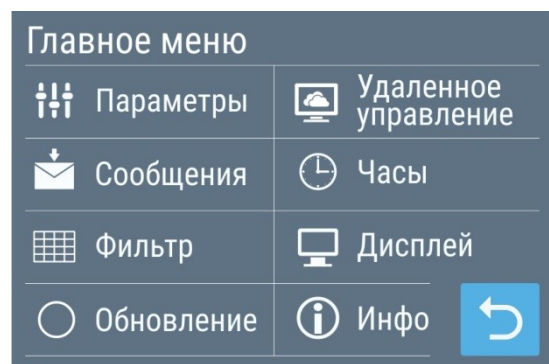 Главное меню
Параметры
Удаленное
управление
Сообщения
Часы
Фильтр
Дисплей
Обновление
Инфо